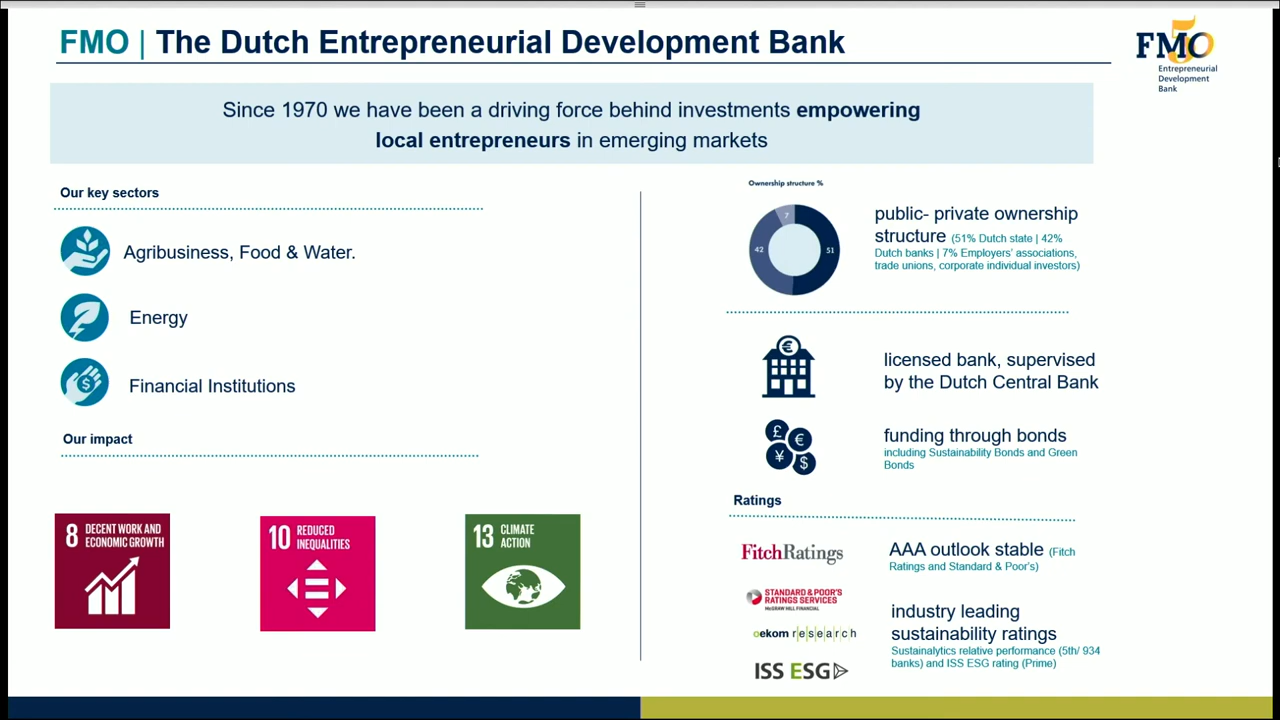 FMO | The Dutch Entrepreneurial Development Bank
FMO
5
Entrepreneurial
Development
Bank
Since 1970 we have been a driving force behind investments empowering
local entrepreneurs in emerging markets
Our key sectors
Agribusiness, Food & Water.
Energy
$
Financial Institutions
Our impact
8 DECENT WORK AND
ECONOMIC GROWTH
10 REDUCED
INEQUALITIES
13 CLIMATE
ACTION
Ownership structure %
7
42
51
public- private ownership
structure (51% Dutch state | 42%
Dutch banks | 7% Employers' associations,
trade unions, corporate individual investors)
€
licensed bank, supervised
by the Dutch Central Bank
£
€
¥
$
funding through bonds
including Sustainability Bonds and Green
Bonds
Ratings
FitchRatings
AAA outlook stable (Fitch
Ratings and Standard & Poor's)
STANDARD & POOR'S
RATINGS SERVICES
McGRAW HILL FINANCIAL
oekom research
ISS ESG
industry leading
sustainability ratings
Sustainalytics relative performance (5th/ 934
banks) and ISS ESG rating (Prime)